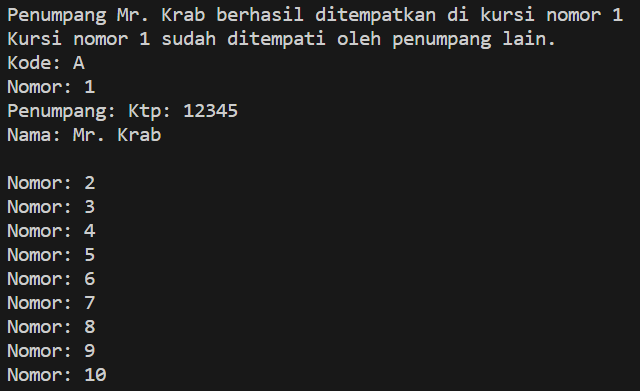 Penumpang Mr. Krab berhasil ditempatkan di kursi nomor 1
Kursi nomor 1 sudah ditempati oleh penumpang lain.
Kode: A
Nomor: 1
Penumpang: Ktp: 12345
Nama: Mr. Krab

Nomor: 2
Nomor: 3
Nomor: 4
Nomor: 5
Nomor: 6
Nomor: 7
Nomor: 8
Nomor: 9
Nomor: 10